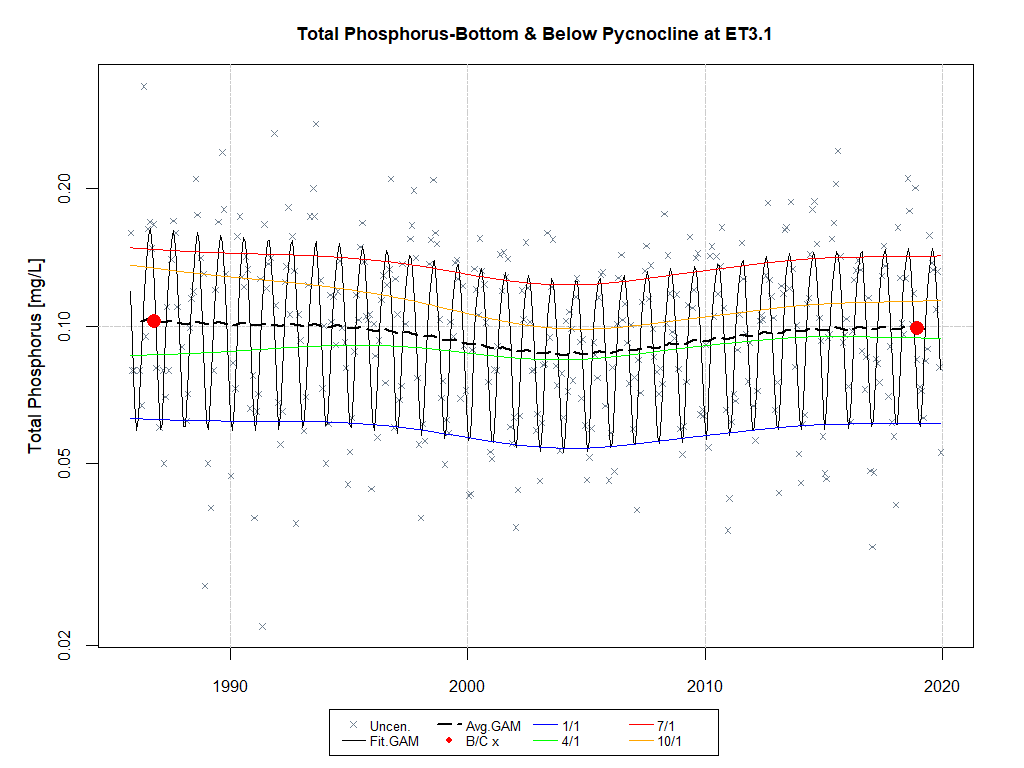 Total Phosphorus-Bottom & Below Pycnocline at ET3.1
Total Phosphorus [mg/L]
0.20
0.10
0.05
0.02
1990 2000 2010 2020
Uncen. Avg.GAM 1/1 7/1
Fit.GAM B/C x 4/1 10/1